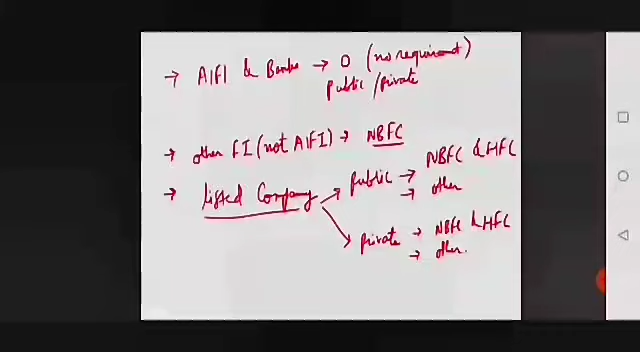 → AIFI & Banks → 0 (no requirement)
public / private
→ other FI (not AIFI) → NBFC
→ listed Company → public → NBFC & HFC
→ other
→ private → NBFC & HFC
→ other.